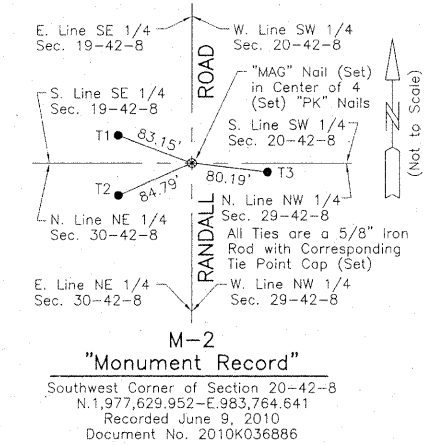 E. Line SE 1/4
Sec. 19-42-8
W. Line SW 1/4
Sec. 20-42-8
ROAD
"MAG" Nail (Set)
in Center of 4
(Set) "PK" Nails
S. Line SE 1/4
Sec. 19-42-8
S. Line SW 1/4
Sec. 20-42-8
N
(Not to Scale)
T1
83.15'
T2
84.79'
80.19'
T3
N. Line NE 1/4
Sec. 30-42-8
N. Line NW 1/4
Sec. 29-42-8
All Ties are a 5/8" Iron
Rod with Corresponding
Tie Point Cap (Set)
RANDALL
E. Line NE 1/4
Sec. 30-42-8
W. Line NW 1/4
Sec. 29-42-8
M-2
"Monument Record"
Southwest Corner of Section 20-42-8
N.1,977,629.952-E.983,764.641
Recorded June 9, 2010
Document No. 2010K036886